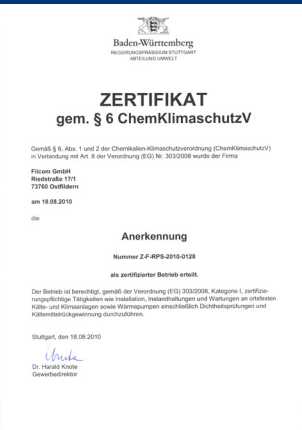 Baden-Württemberg
REGIERUNGSPRÄSIDIUM STUTTGART
ABTEILUNG UMWELT
ZERTIFIKAT
gem. § 6 ChemKlimaschutzV
Gemäß § 6, Abs. 1 und 2 der Chemikalien-Klimaschutzverordnung (ChemKlimaschutzV)
in Verbindung mit Art. 8 der Verordnung (EG) Nr. 303/2008 wurde der Firma
Filcom GmbH
Riedstraße 17/1
73760 Ostfildern
am 18.08.2010
die
Anerkennung
Nummer Z-F-RPS-2010-0128
als zertifizierter Betrieb erteilt.
Der Betrieb ist berechtigt, gemäß der Verordnung (EG) 303/2008, Kategorie I, zertifizie-
rungspflichtige Tätigkeiten wie Installation, Instandhaltungen und Wartungen an ortsfesten
Kälte- und Klimaanlagen sowie Wärmepumpen einschließlich Dichtheitsprüfungen und
Kältemittelrückgewinnung durchzuführen.
Stuttgart, den 18.08.2010
Knote
Dr. Harald Knote
Gewerbedirektor